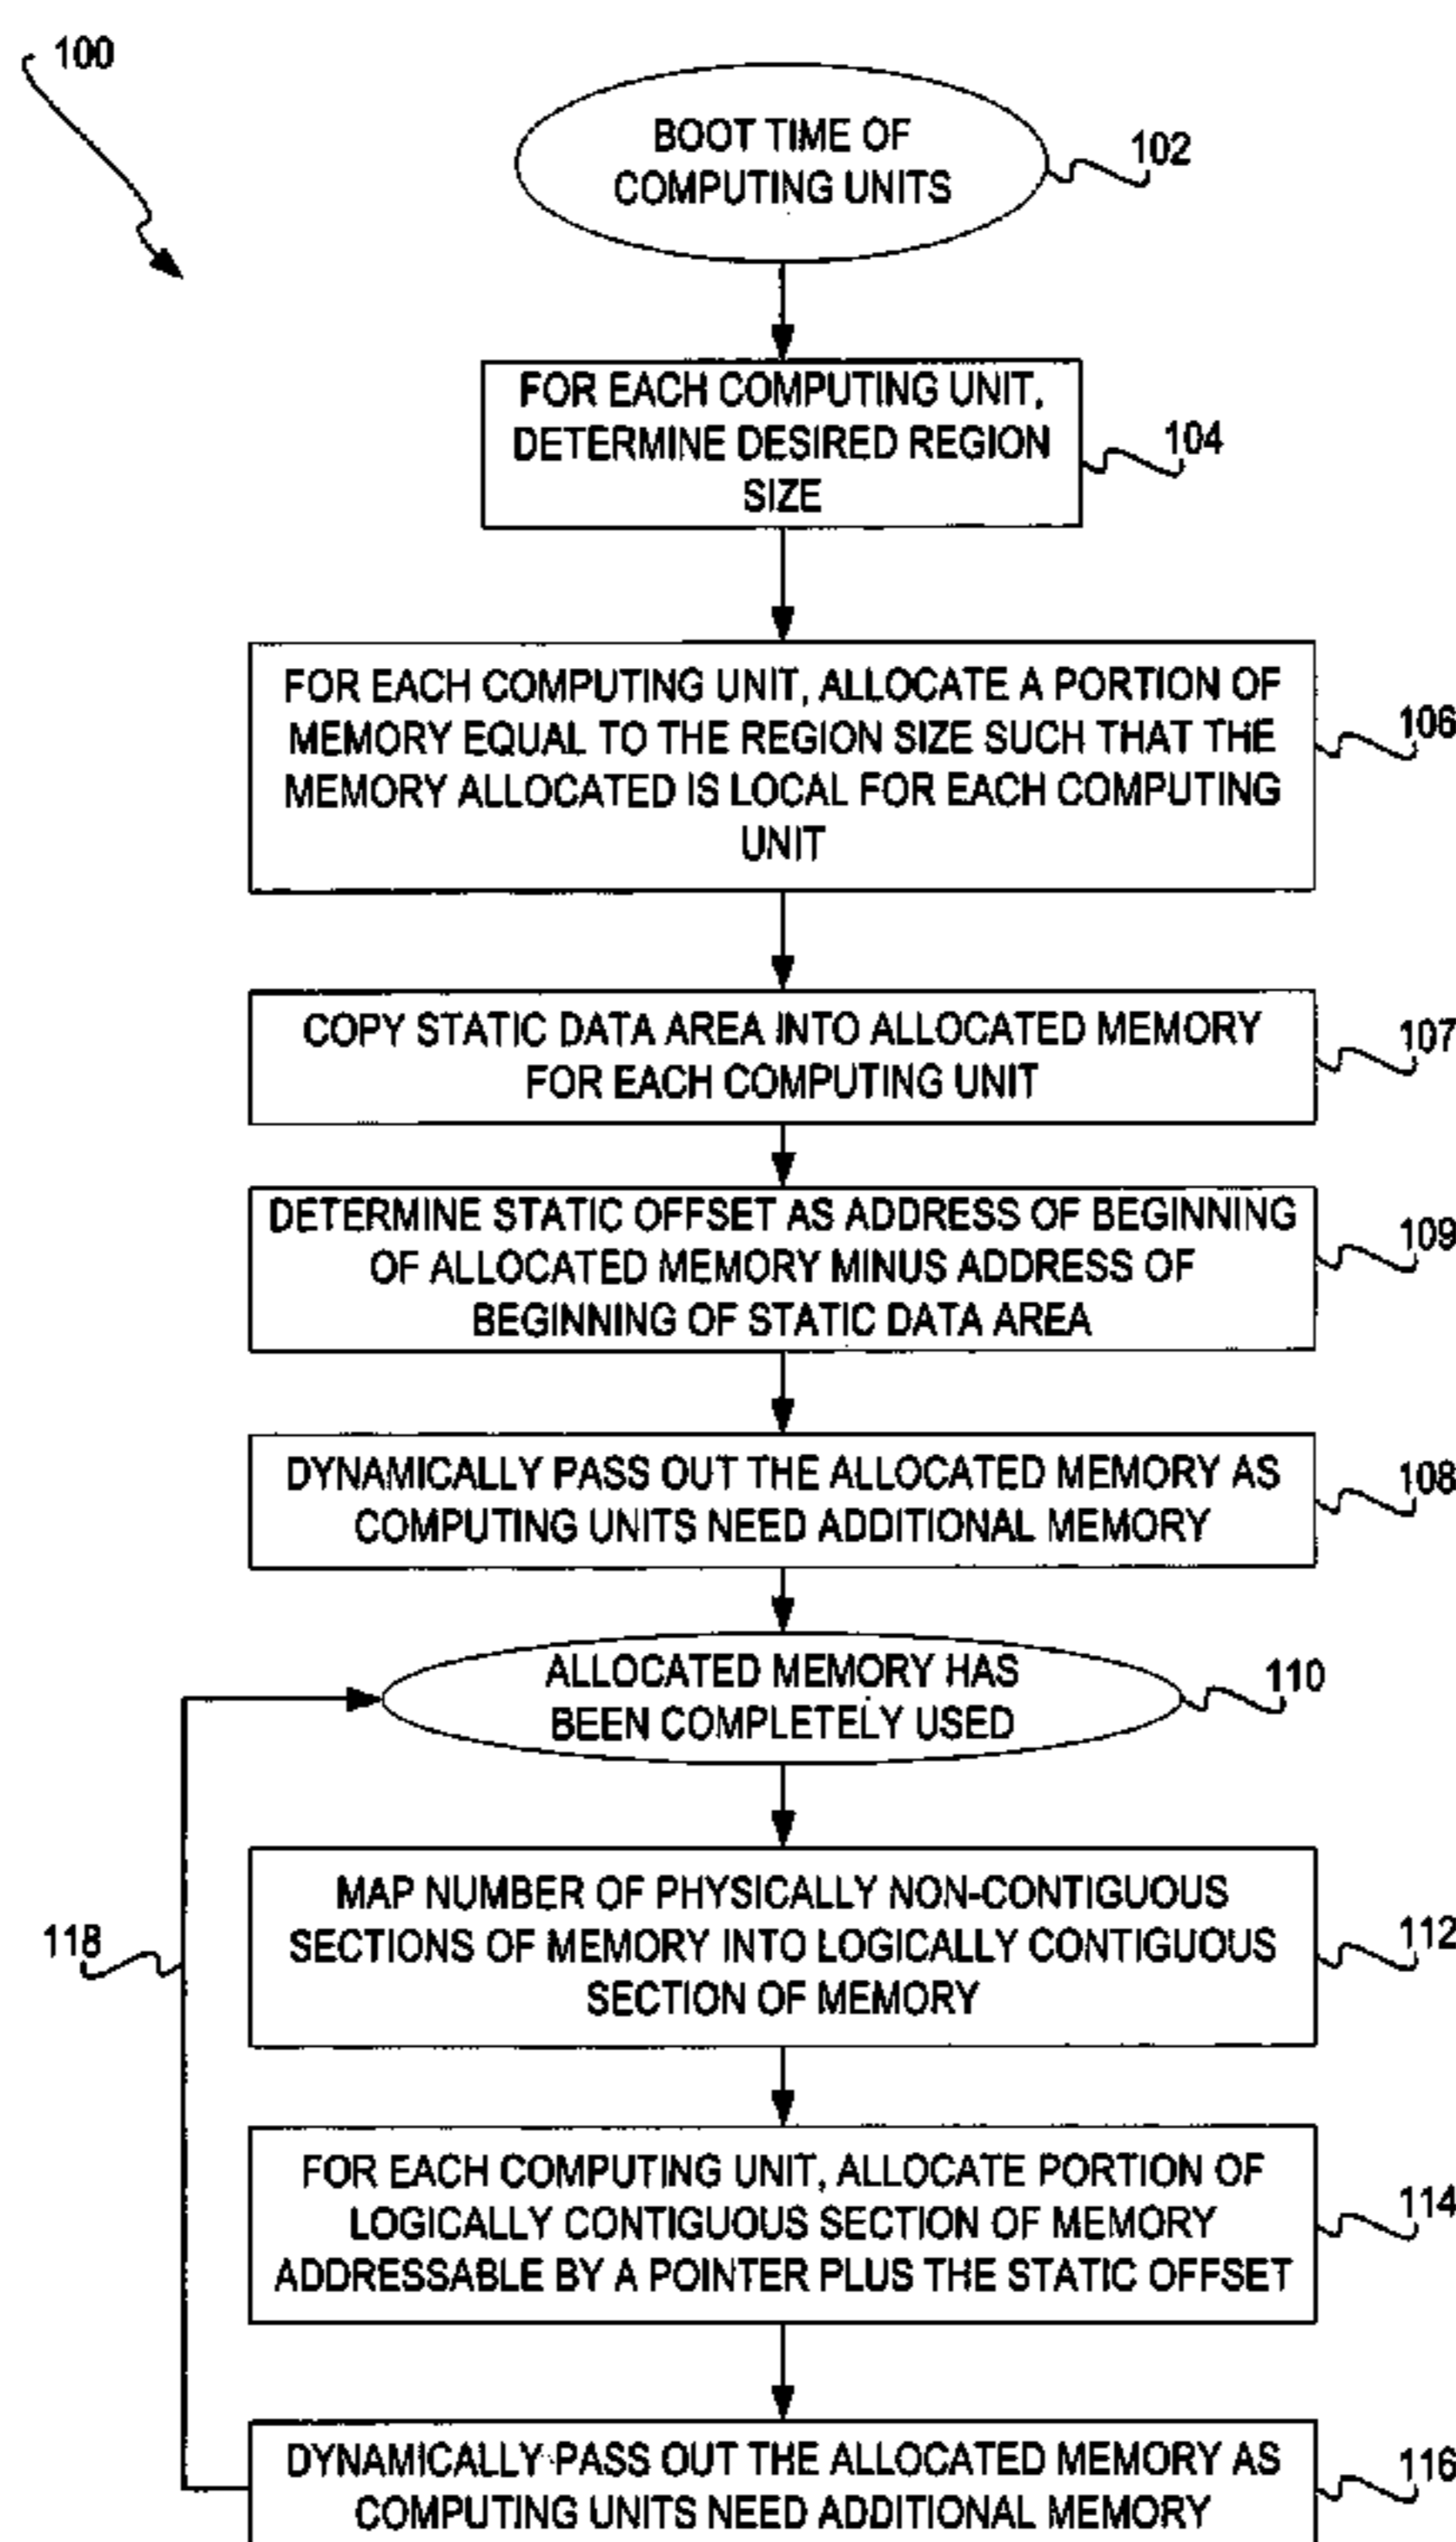 100
BOOT TIME OF
COMPUTING UNITS
102
FOR EACH COMPUTING UNIT,
DETERMINE DESIRED REGION
SIZE
104
FOR EACH COMPUTING UNIT, ALLOCATE A PORTION OF
MEMORY EQUAL TO THE REGION SIZE SUCH THAT THE
MEMORY ALLOCATED IS LOCAL FOR EACH COMPUTING
UNIT
106
COPY STATIC DATA AREA INTO ALLOCATED MEMORY
FOR EACH COMPUTING UNIT
107
DETERMINE STATIC OFFSET AS ADDRESS OF BEGINNING
OF ALLOCATED MEMORY MINUS ADDRESS OF
BEGINNING OF STATIC DATA AREA
109
DYNAMICALLY PASS OUT THE ALLOCATED MEMORY AS
COMPUTING UNITS NEED ADDITIONAL MEMORY
108
ALLOCATED MEMORY HAS
BEEN COMPLETELY USED
110
MAP NUMBER OF PHYSICALLY NON-CONTIGUOUS
SECTIONS OF MEMORY INTO LOGICALLY CONTIGUOUS
SECTION OF MEMORY
112
118
FOR EACH COMPUTING UNIT, ALLOCATE PORTION OF
LOGICALLY CONTIGUOUS SECTION OF MEMORY
ADDRESSABLE BY A POINTER PLUS THE STATIC OFFSET
114
DYNAMICALLY PASS OUT THE ALLOCATED MEMORY AS
COMPUTING UNITS NEED ADDITIONAL MEMORY
116